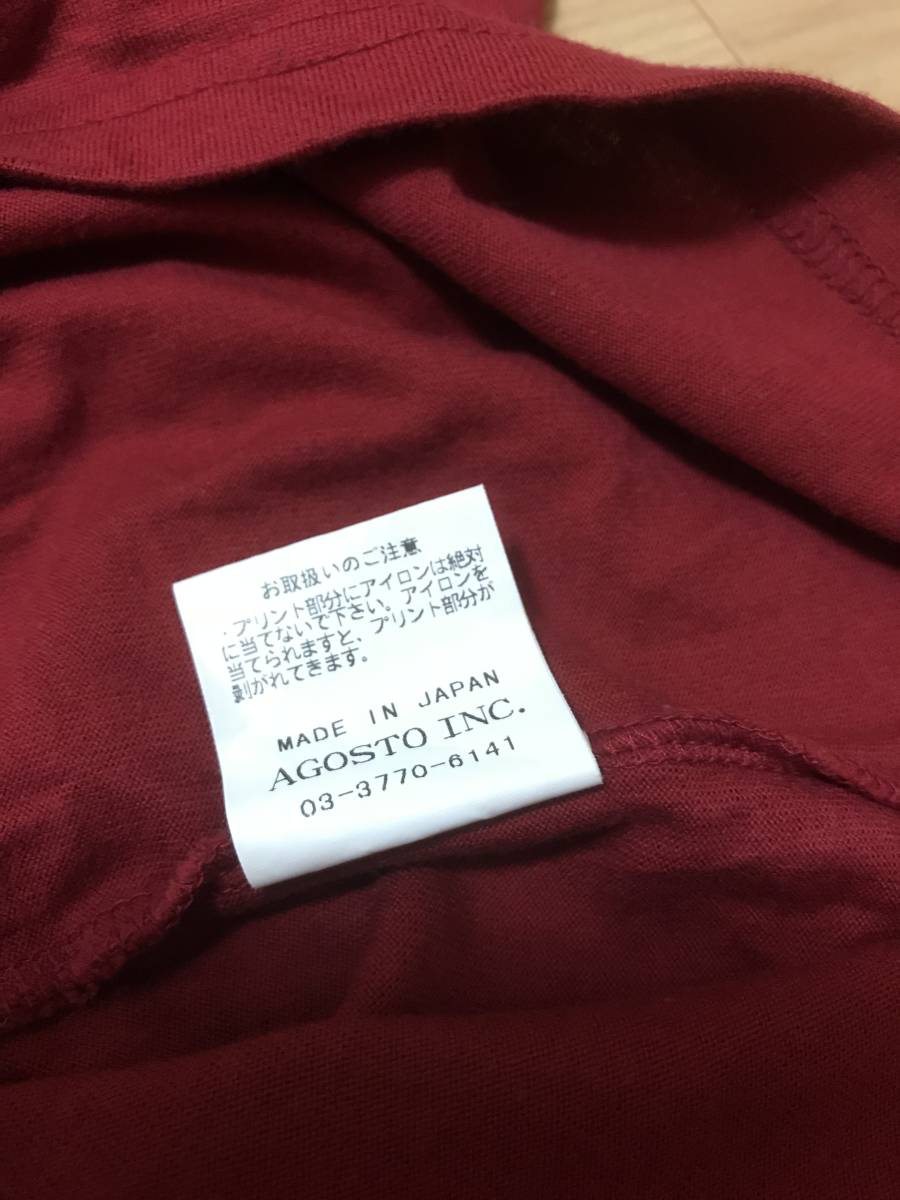 お取扱いのご注意
.プリント部分にアイロンは絶対
に当てないで下さい。アイロンを
当てられますと、プリント部分が
剥がれてきます。
MADE IN JAPAN
AGOSTO INC.
03-3770-6141